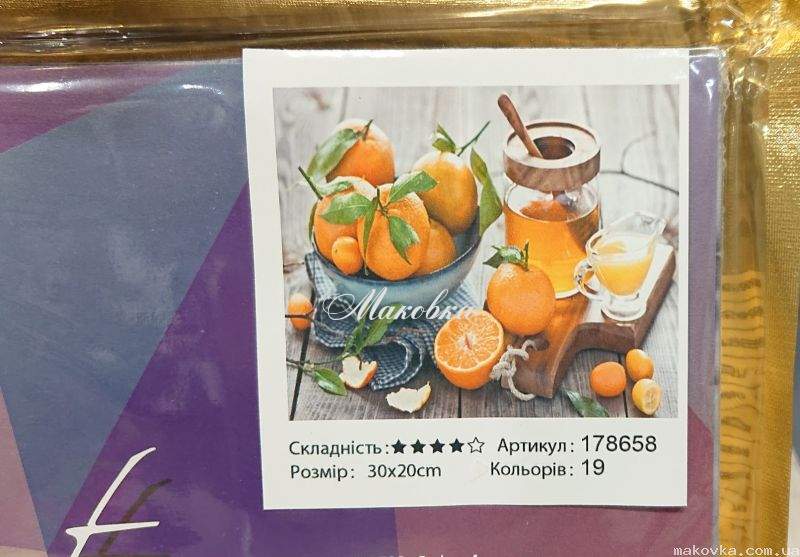 Маковка
Складність: ★★★★☆ Артикул: 178658
Розмір: 30x20cm Кольорів: 19
makovka.com.ua